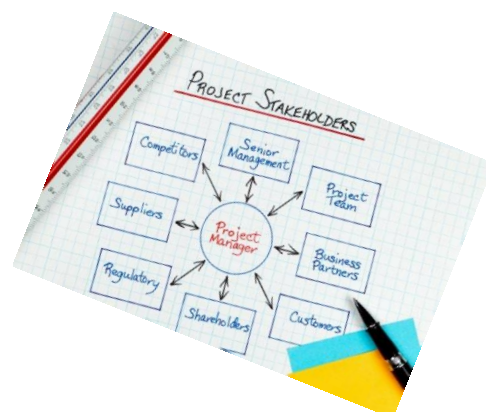 PROJECT STAKEHOLDERS
Competitors
Senior
Management
Project
Team
Suppliers
Project
Manager
Business
Partners
Regulatory
Shareholders
Customers